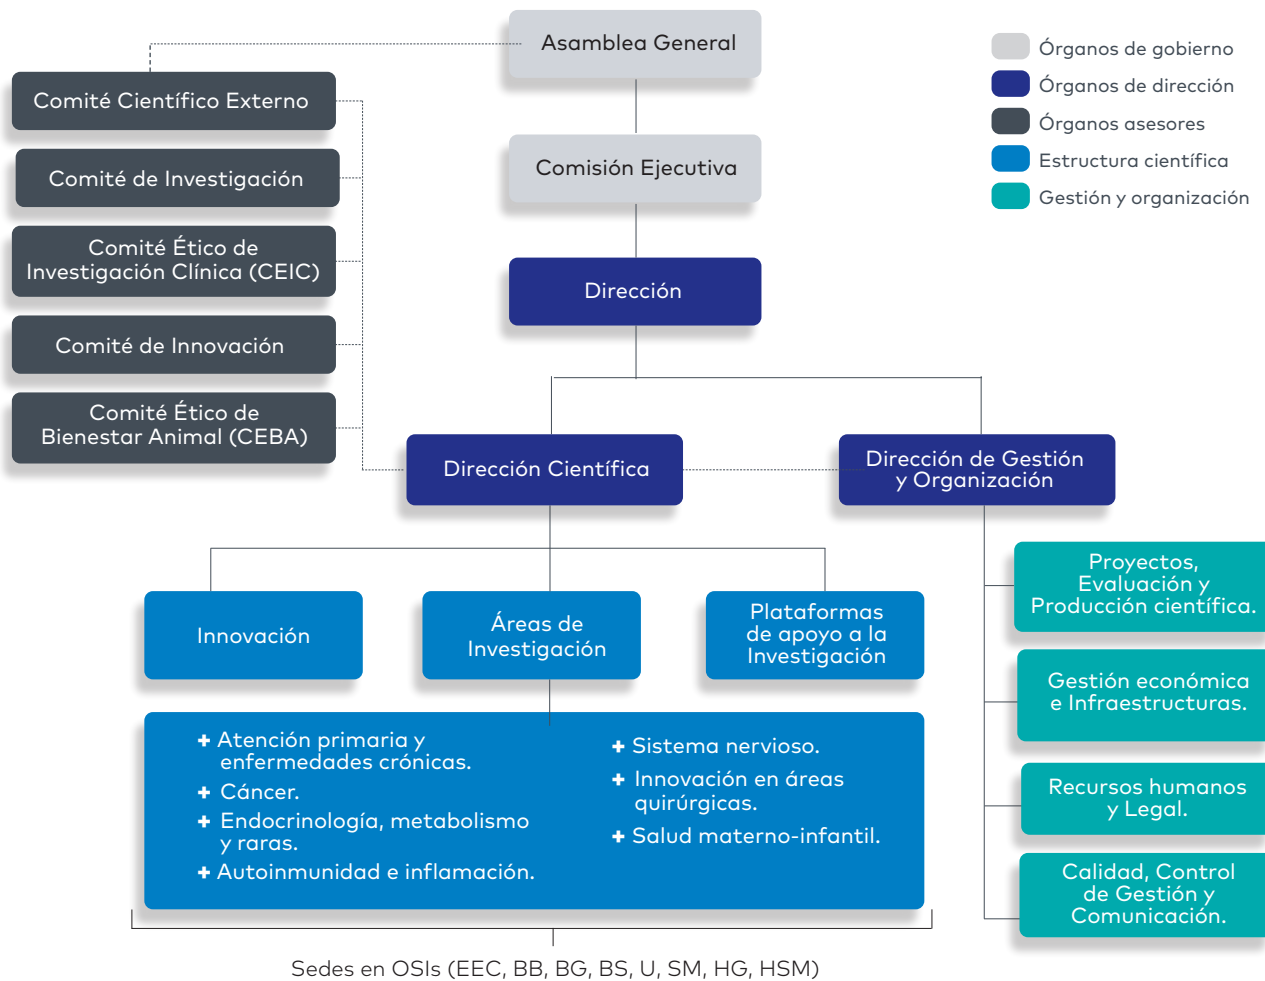 Asamblea General
Comisión Ejecutiva
Dirección
Órganos de gobierno
Órganos de dirección
Órganos asesores
Estructura científica
Gestión y organización
Comité Científico Externo
Comité de Investigación
Comité Ético de
Investigación Clínica (CEIC)
Comité de Innovación
Comité Ético de
Bienestar Animal (CEBA)
Dirección Científica
Dirección de Gestión
y Organización
Innovación
Áreas de
Investigación
Plataformas
de apoyo a la
Investigación
Proyectos,
Evaluación y
Producción científica.
Gestión económica
e Infraestructuras.
Recursos humanos
y Legal.
Calidad, Control
de Gestión y
Comunicación.
+ Atención primaria y
enfermedades crónicas.
+ Cáncer.
+ Endocrinología, metabolismo
y raras.
+ Autoinmunidad e inflamación.
+ Sistema nervioso.
+ Innovación en áreas
quirúrgicas.
+ Salud materno-infantil.
Sedes en OSIs (EEC, BB, BG, BS, U, SM, HG, HSM)